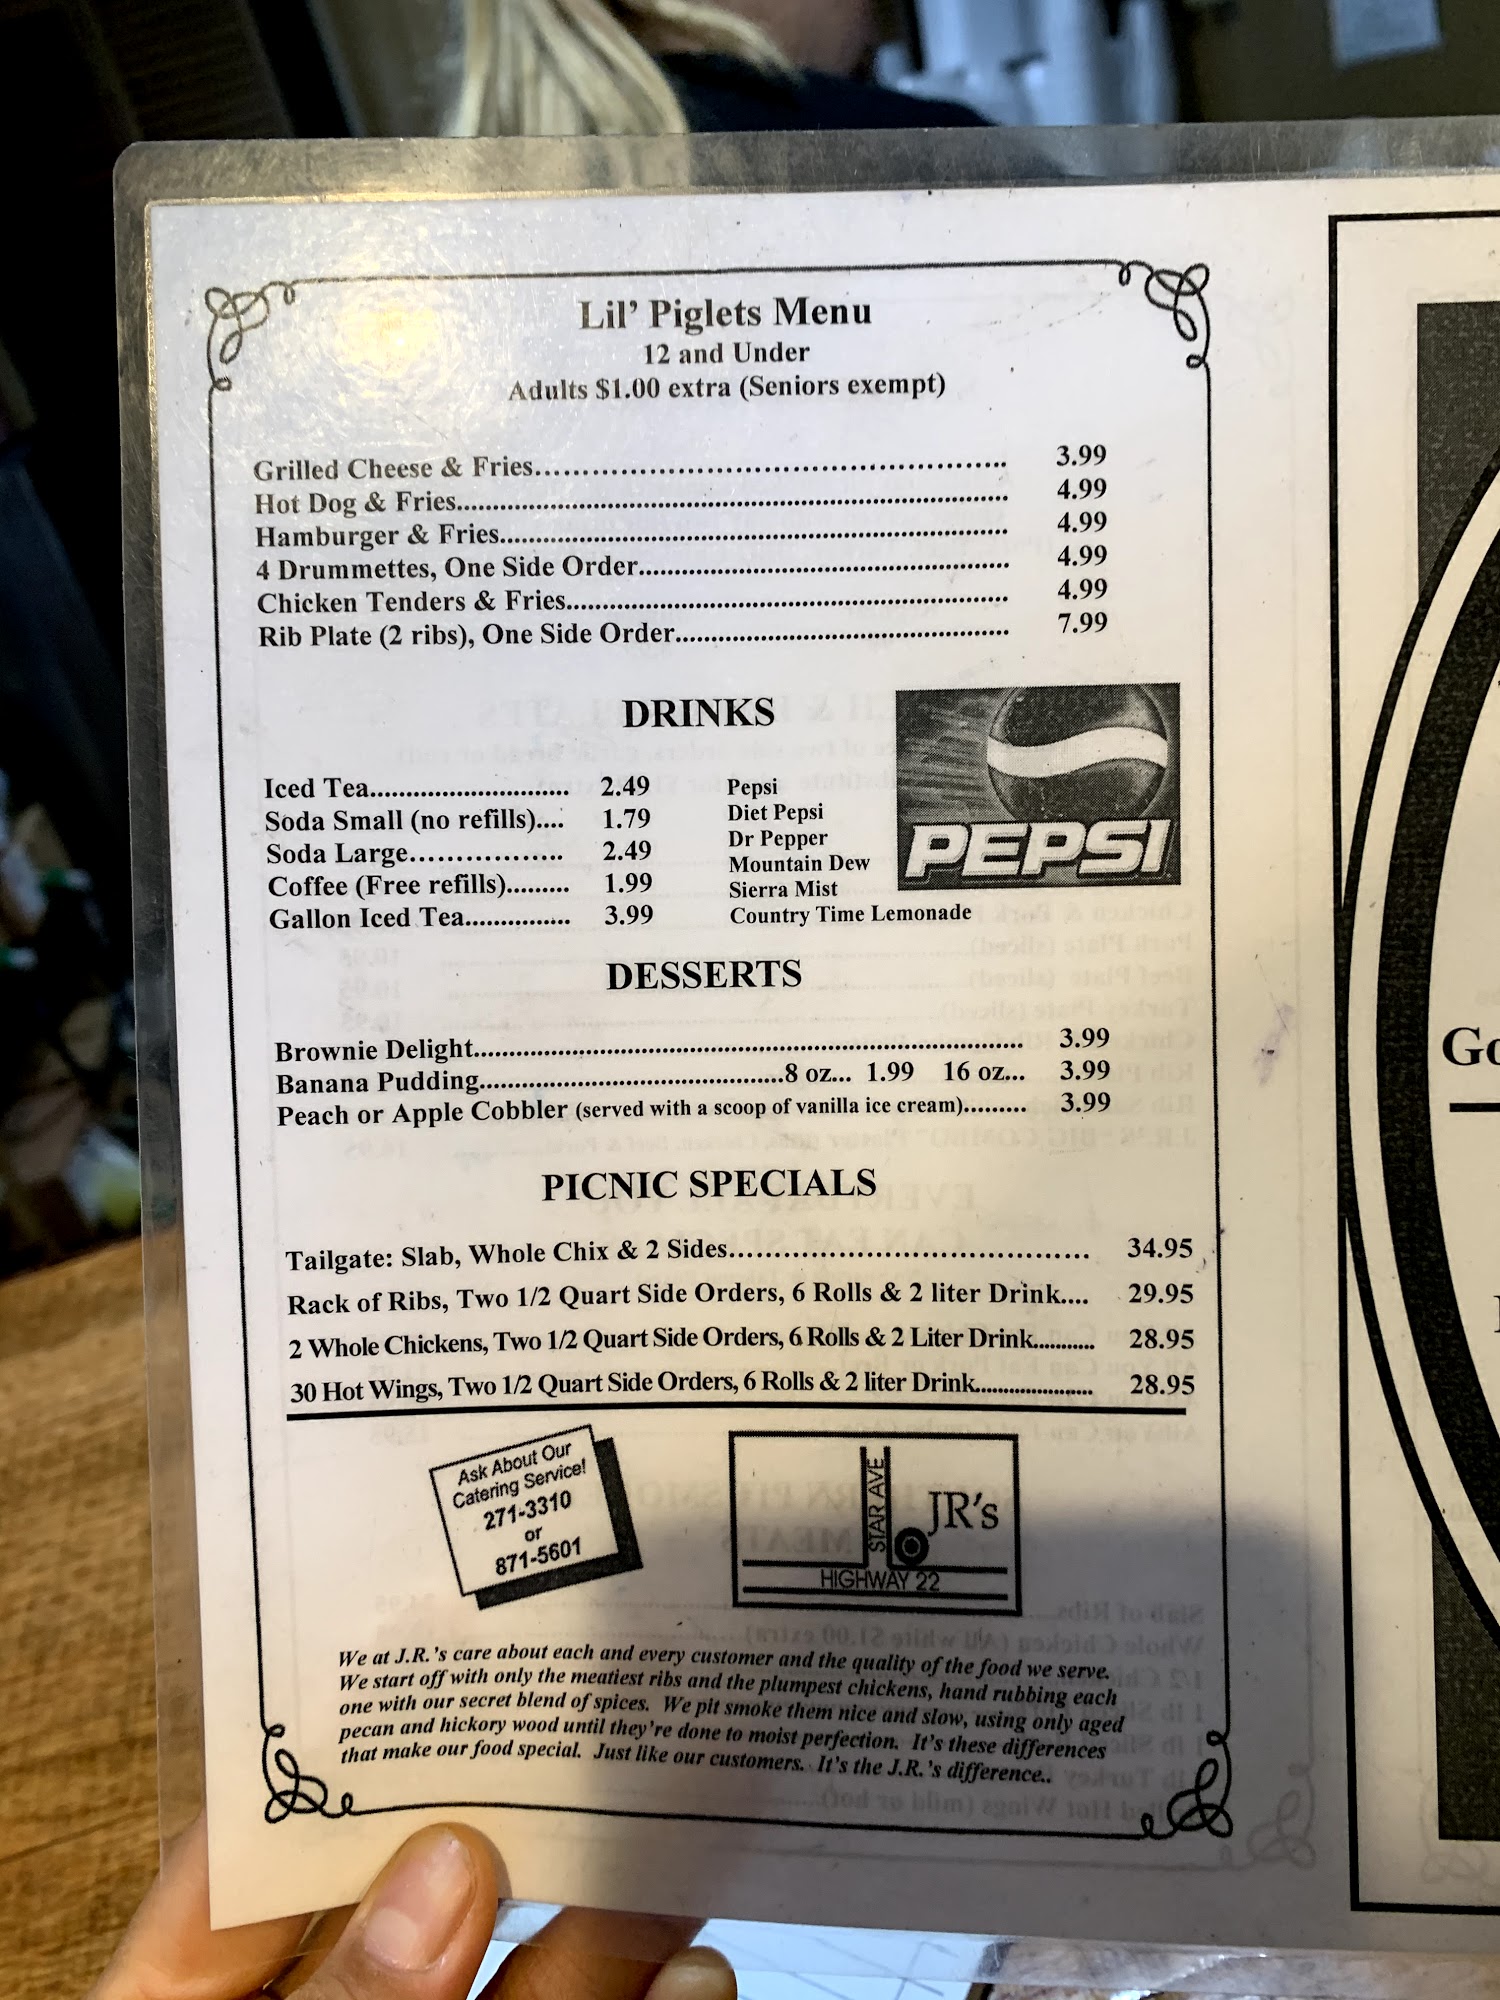 Lil' Piglets Menu
12 and Under
Adults $1.00 extra (Seniors exempt)
Grilled Cheese & Fries.......... 3.99
Hot Dog & Fries.......... 4.99
Hamburger & Fries.......... 4.99
4 Drummettes, One Side Order.......... 4.99
Chicken Tenders & Fries.......... 4.99
Rib Plate (2 ribs), One Side Order.......... 7.99
DRINKS
Iced Tea.......... 2.49
Soda Small (no refills).... 1.79
Soda Large.......... 2.49
Coffee (Free refills)......... 1.99
Gallon Iced Tea.......... 3.99
Pepsi
Diet Pepsi
Dr Pepper
Mountain Dew
Sierra Mist
Country Time Lemonade
PEPSI
DESSERTS
Brownie Delight.......... 3.99
Banana Pudding..........8 oz... 1.99 16 oz... 3.99
Peach or Apple Cobbler (served with a scoop of vanilla ice cream)......... 3.99
PICNIC SPECIALS
Tailgate: Slab, Whole Chix & 2 Sides.......... 34.95
Rack of Ribs, Two 1/2 Quart Side Orders, 6 Rolls & 2 liter Drink.... 29.95
2 Whole Chickens, Two 1/2 Quart Side Orders, 6 Rolls & 2 Liter Drink.......... 28.95
30 Hot Wings, Two 1/2 Quart Side Orders, 6 Rolls & 2 liter Drink.......... 28.95
Ask About Our
Catering Service!
271-3310
or
871-5601
STAR AVE
JR's
HIGHWAY 22
We at J.R.'s care about each and every customer and the quality of the food we serve.
We start off with only the meatiest ribs and the plumpest chickens, hand rubbing each
one with our secret blend of spices. We pit smoke them nice and slow, using only aged
pecan and hickory wood until they're done to moist perfection. It's these differences
that make our food special. Just like our customers. It's the J.R.'s difference..